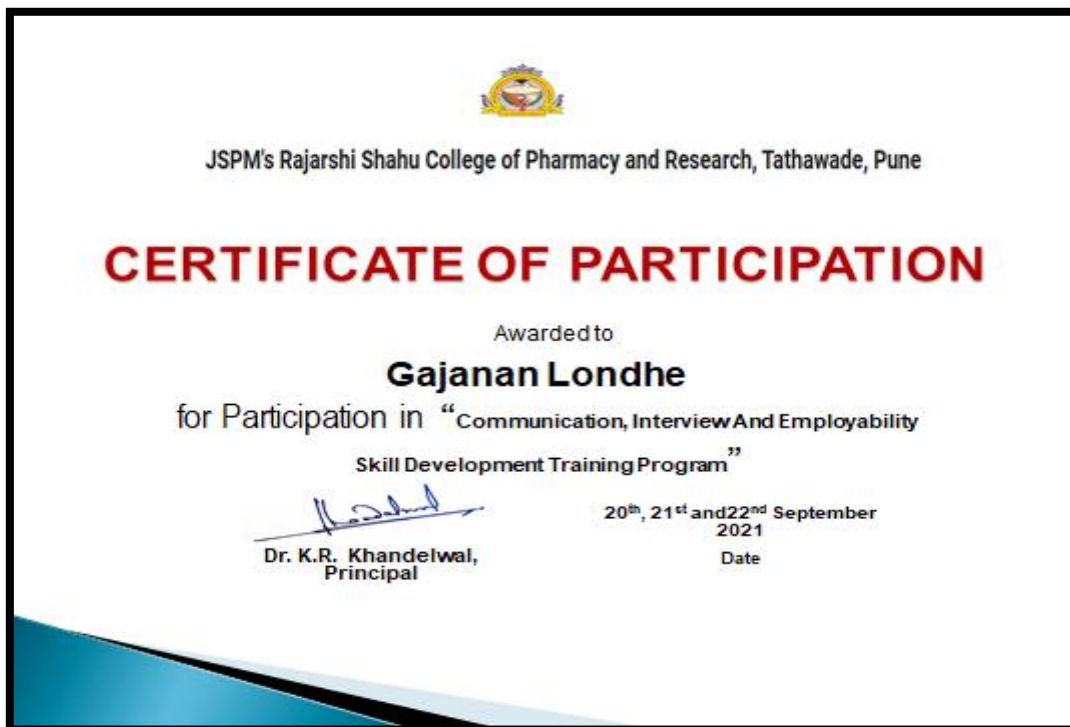 JSPM's Rajarshi Shahu College of Pharmacy and Research, Tathawade, Pune
CERTIFICATE OF PARTICIPATION
Awarded to
Gajanan Londhe
for Participation in “Communication, Interview And Employability
Skill Development Training Program”
Dr. K.R. Khandelwal,
Principal
20th, 21st and22nd September
2021
Date